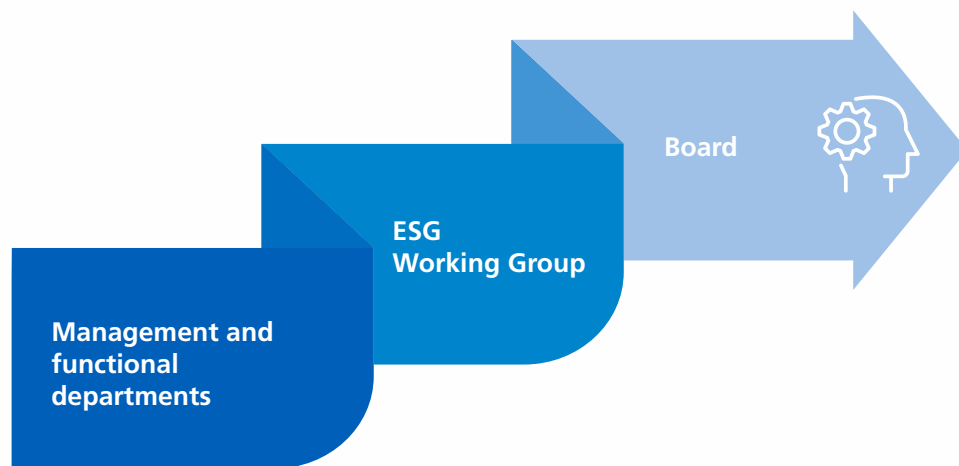 Board
ESG
Working Group
Management and
functional
departments